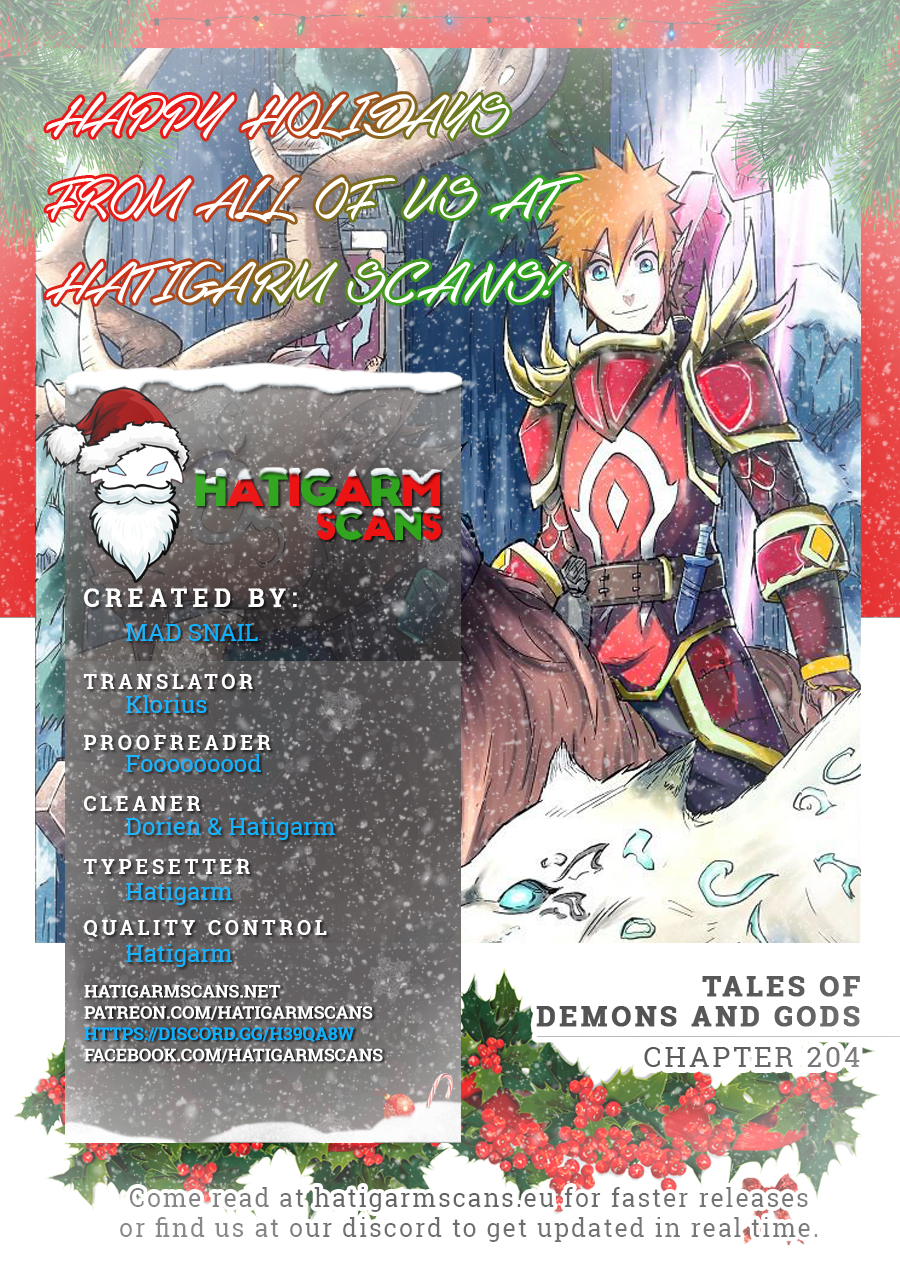 HAPPY HOLIDAYS
FROM ALL OF US AT
HATIGARM SCANS!
HATIGARM
SCANS
CREATED BY:
MAD SNAIL
TRANSLATOR
Klorius
PROOFREADER
Foooooood
CLEANER
Dorien & Hatigarm
TYPESETTER
Hatigarm
QUALITY CONTROL
Hatigarm
HATIGARMSCANS.NET
PATREON.COM/HATIGARMSCANS
HTTPS://DISCORD.GG/H39QA8W
FACEBOOK.COM/HATIGARMSCANS
TALES OF
DEMONS AND GODS
CHAPTER 204
Come read at hatigarmscans.eu for faster releases
or find us at our discord to get updated in real time.